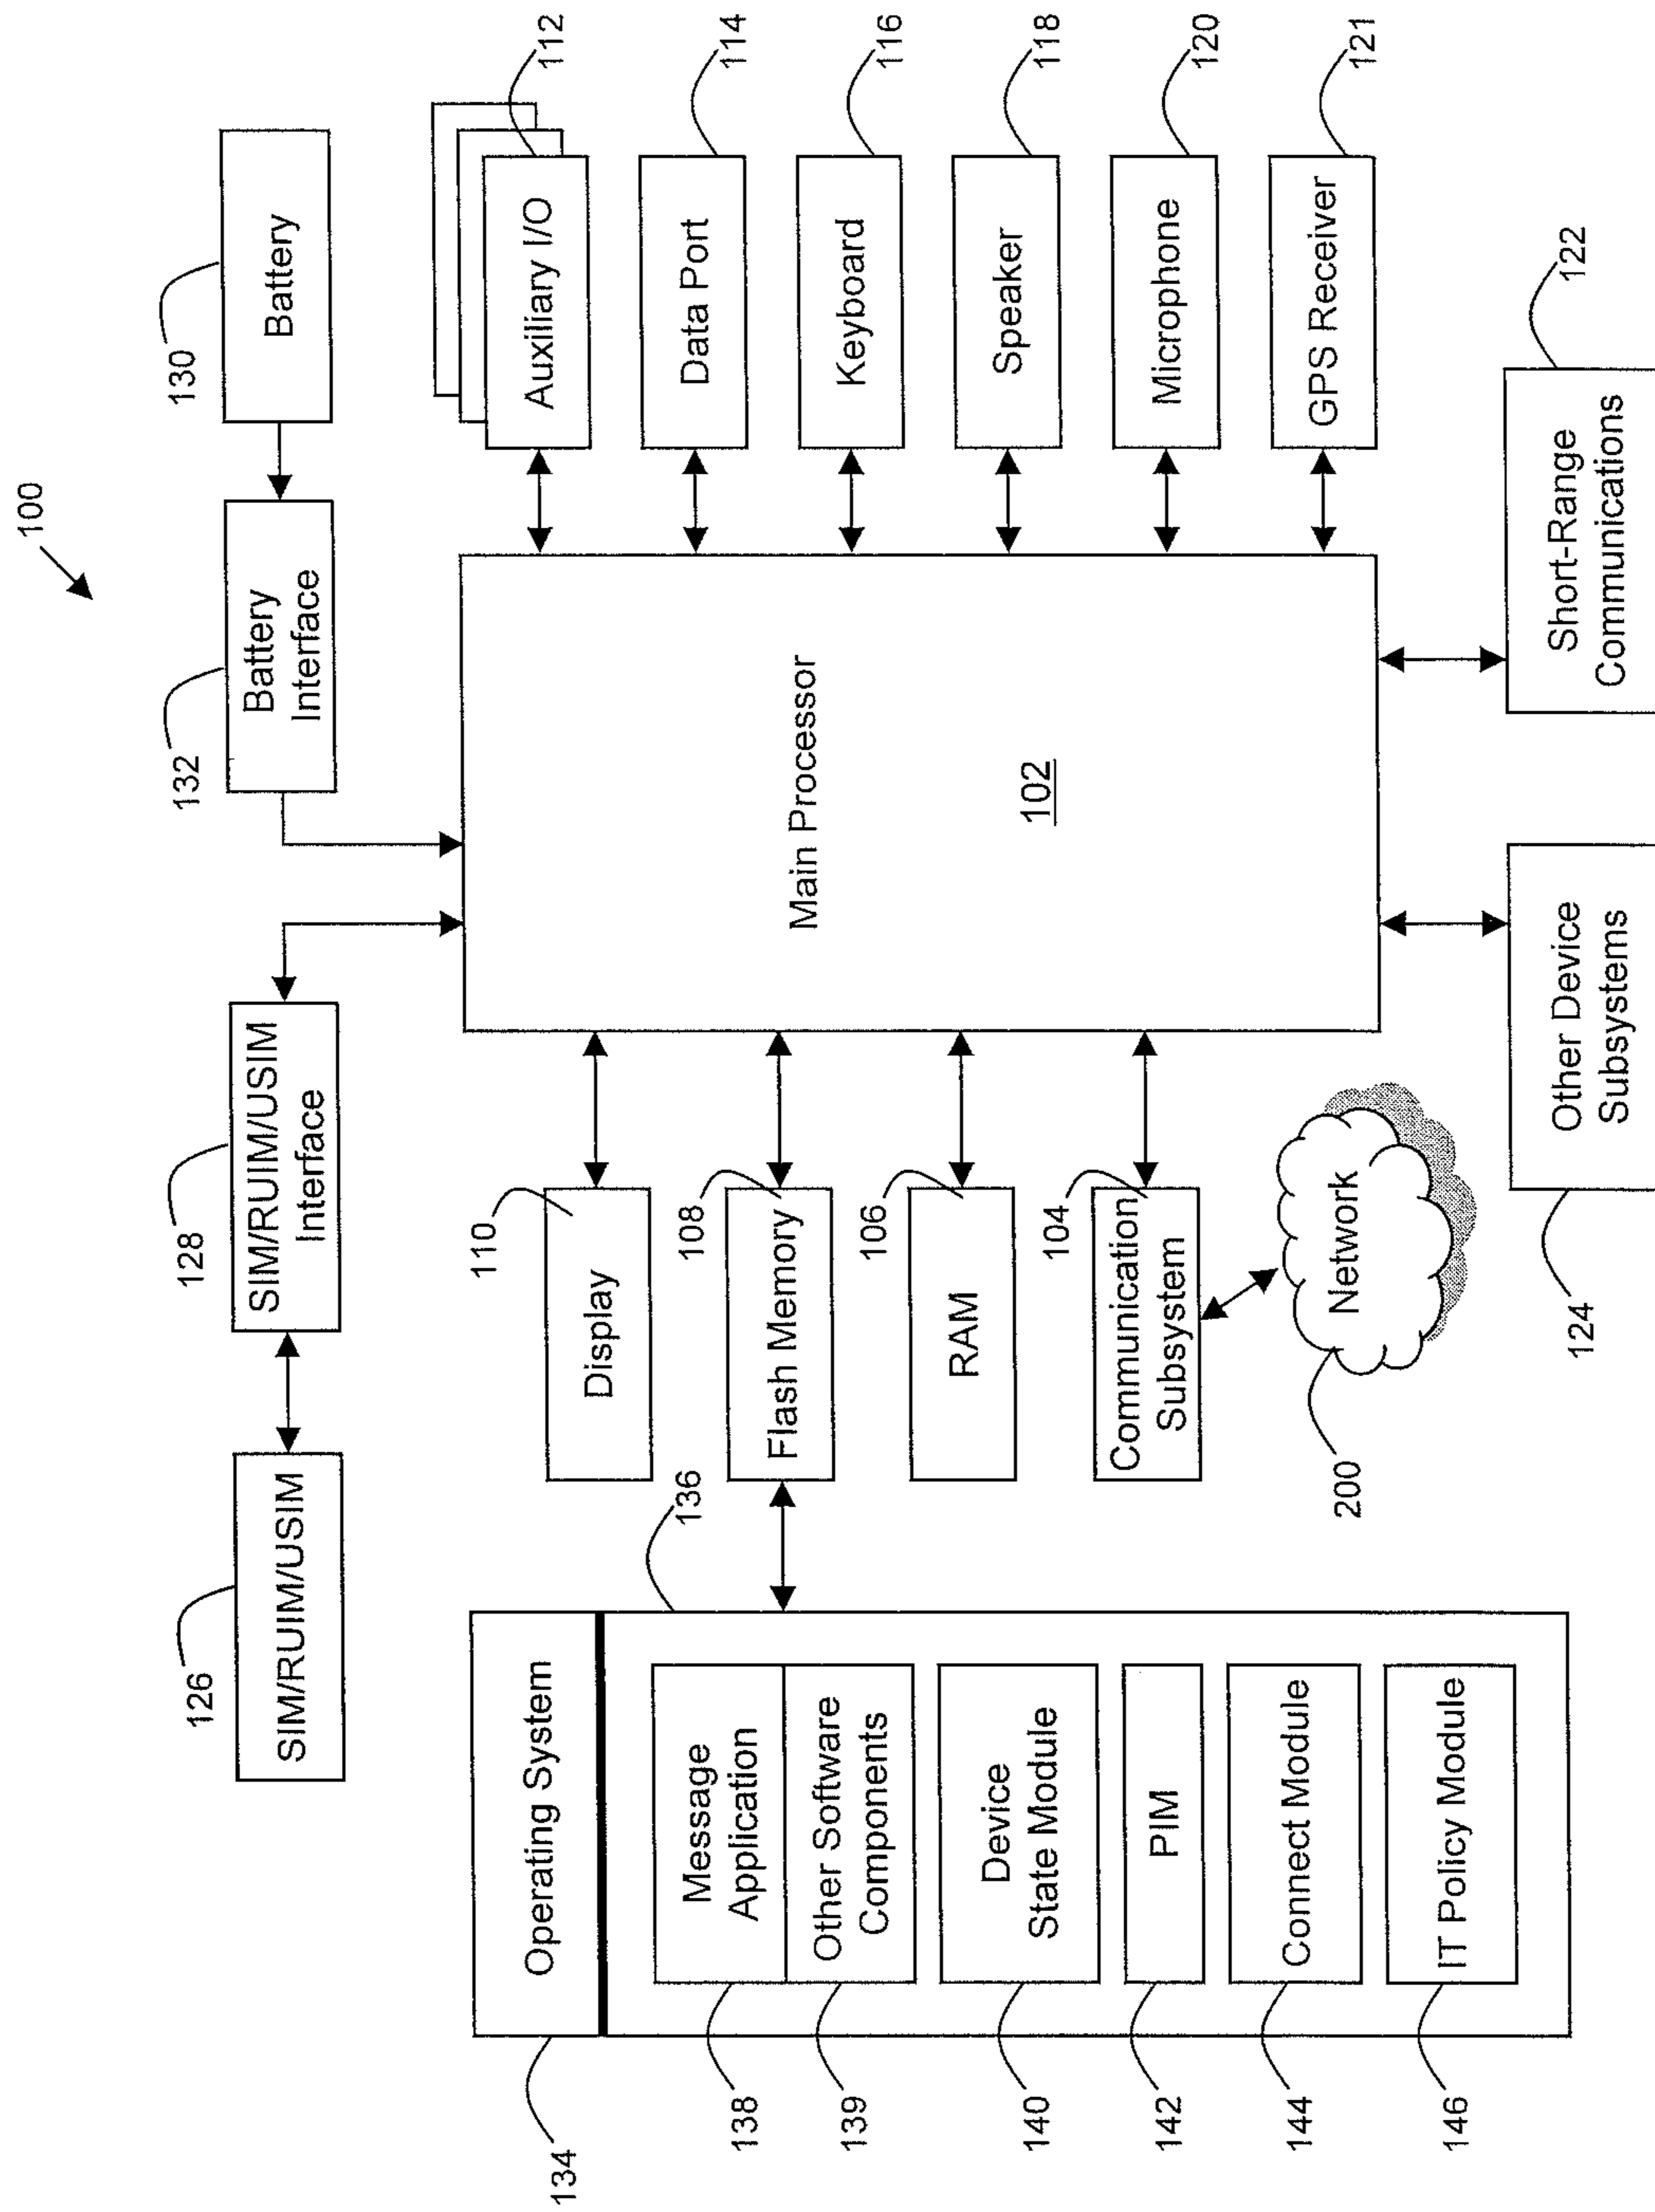 100
126
SIM/RUIM/USIM
128
SIM/RUIM/USIM
Interface
132
Battery
Interface
130
Battery
134
Operating System
136
138
Message
Application
139
Other Software
Components
140
Device
State Module
142
PIM
144
Connect Module
146
IT Policy Module
110
Display
108
Flash Memory
106
RAM
104
Communication
Subsystem
200
Network
Main Processor
102
Auxiliary I/O
112
Data Port
114
Keyboard
116
Speaker
118
Microphone
120
GPS Receiver
121
124
Other Device
Subsystems
Short-Range
Communications
122